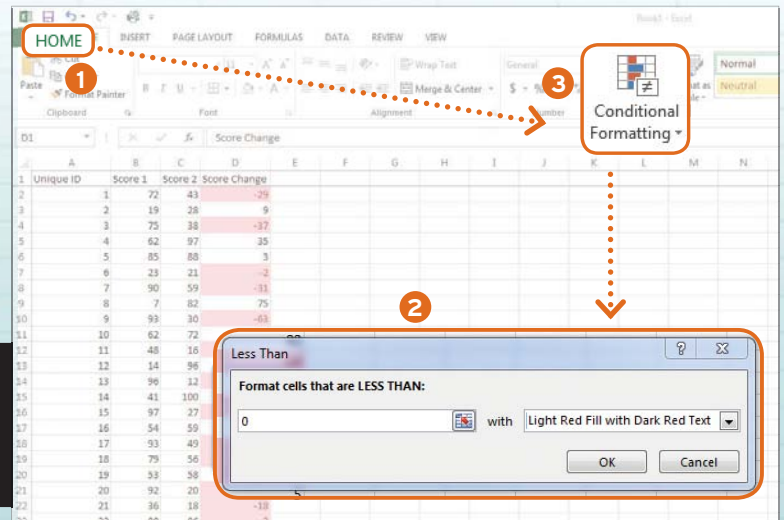 Book1 - Excel
HOME INSERT PAGE LAYOUT FORMULAS DATA REVIEW VIEW
1
3
Cut
Paste
Format Painter
B I U
Wrap Text
Merge & Center
General
$ %
Conditional
Formatting
Normal
Neutral
Clipboard Font Alignment Number
D1 fx Score Change
A B C D E F G H I J K L M N
1 Unique ID Score 1 Score 2 Score Change
2 1 72 43 -29
3 2 19 28 9
4 3 75 38 -37
5 4 62 97 35
6 5 85 88 3
7 6 23 21 -2
8 7 90 59 -31
9 8 7 82 75
10 9 93 30 -63
2
11 10 62 72
12 11 48 16
13 12 14 96
14 13 96 12
15 14 41 100
16 15 97 27
17 16 54 59
18 17 93 49
19 18 79 56
20 19 53 58
21 20 92 20
22 21 36 18 -18
Less Than ?
Format cells that are LESS THAN:
0 with Light Red Fill with Dark Red Text
OK Cancel